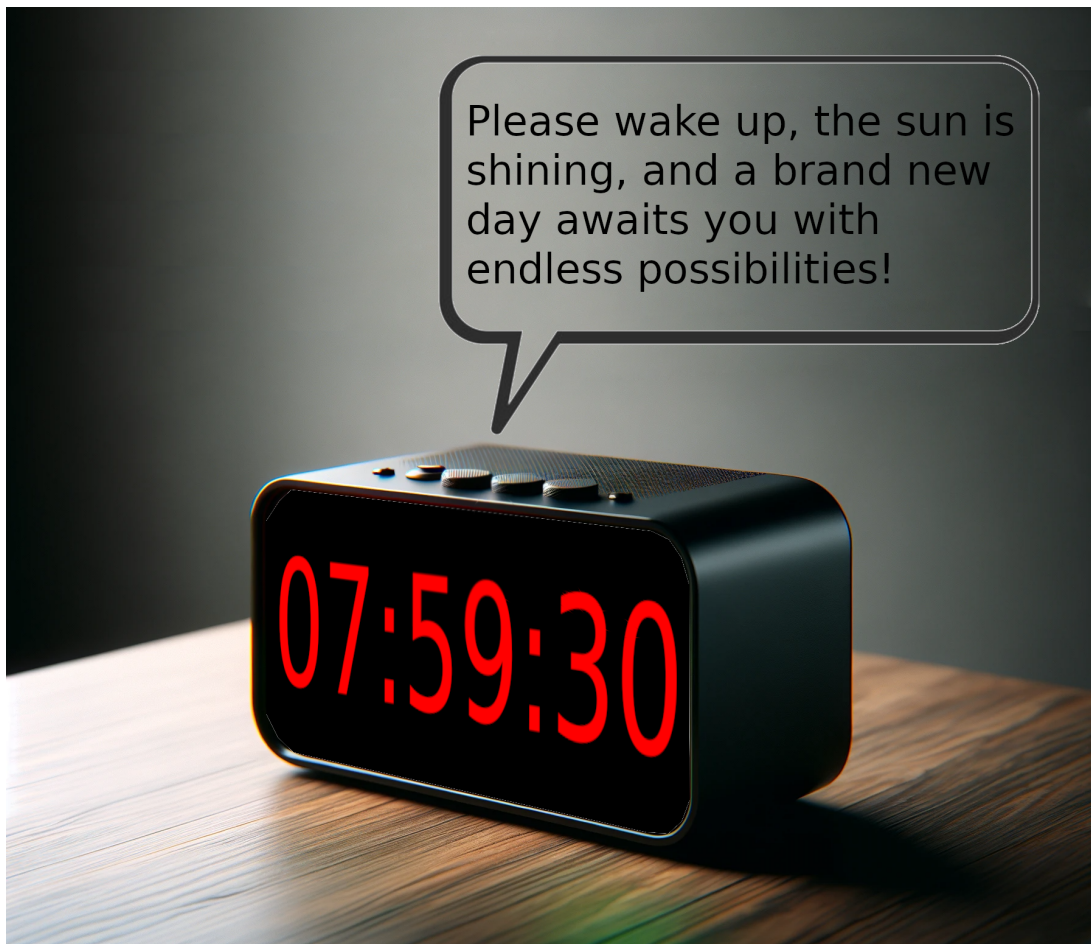 Please wake up, the sun is
shining, and a brand new
day awaits you with
endless possibilities!
07:59:30